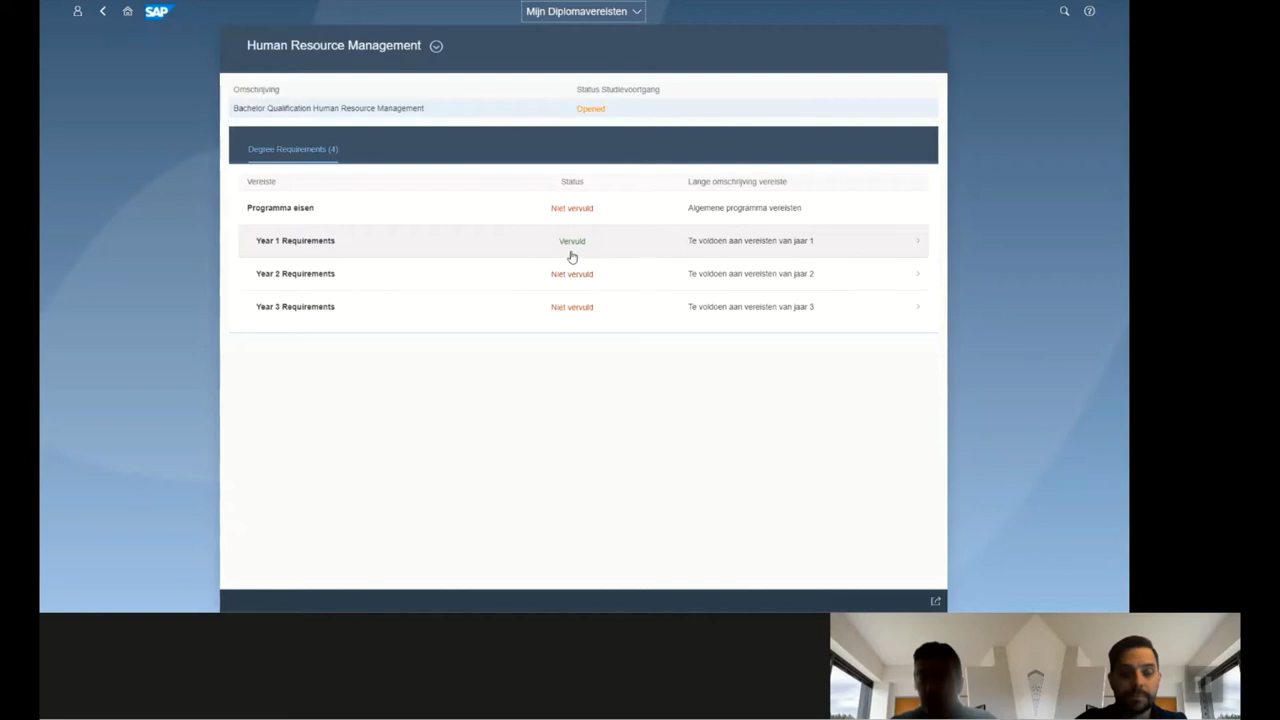 SAP
Mijn Diplomavereisten
Human Resource Management
Omschrijving Status Studievoortgang
Bachelor Qualification Human Resource Management Opened
Degree Requirements (4)
Vereiste Status Lange omschrijving vereiste
Programma eisen Niet vervuld Algemene programma vereisten
Year 1 Requirements Vervuld Te voldoen aan vereisten van jaar 1
Year 2 Requirements Niet vervuld Te voldoen aan vereisten van jaar 2
Year 3 Requirements Niet vervuld Te voldoen aan vereisten van jaar 3